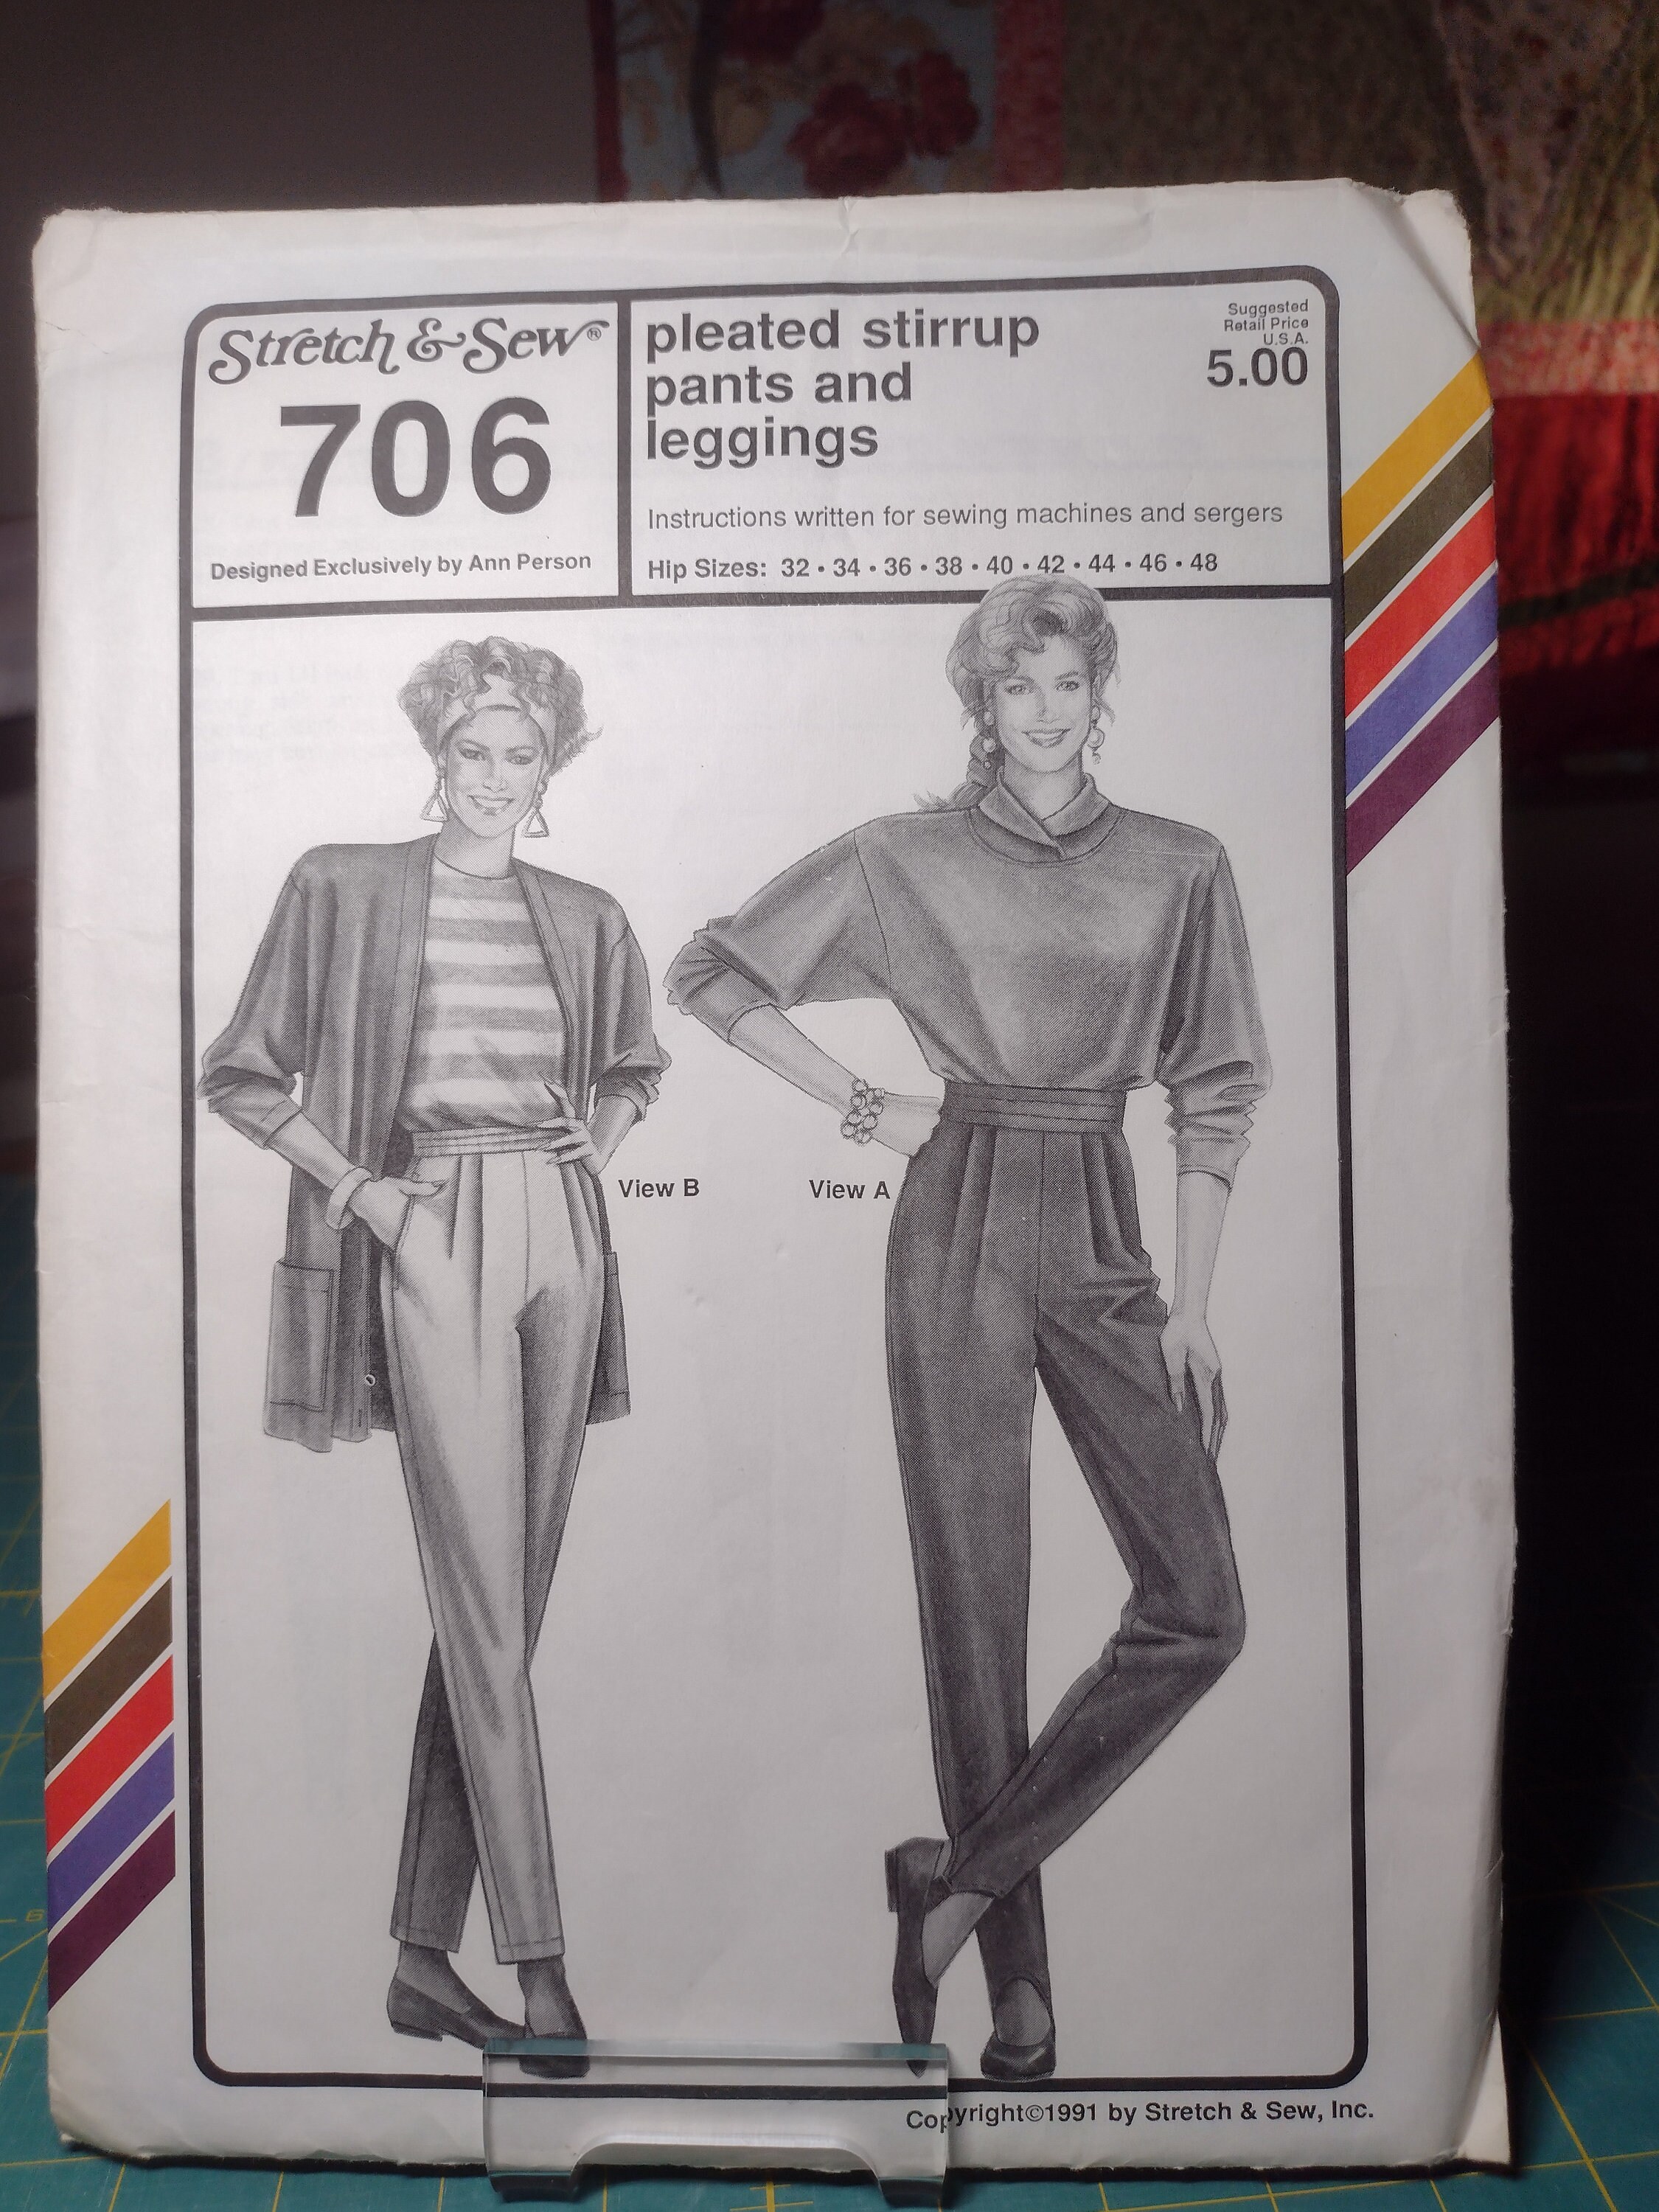 Stretch & Sew®
706
Designed Exclusively by Ann Person
pleated stirrup
pants and
leggings
Suggested
Retail Price
U.S.A.
5.00
Instructions written for sewing machines and sergers
Hip Sizes: 32 • 34 • 36 • 38 • 40 • 42 • 44 • 46 • 48
View B
View A
Copyright©1991 by Stretch & Sew, Inc.